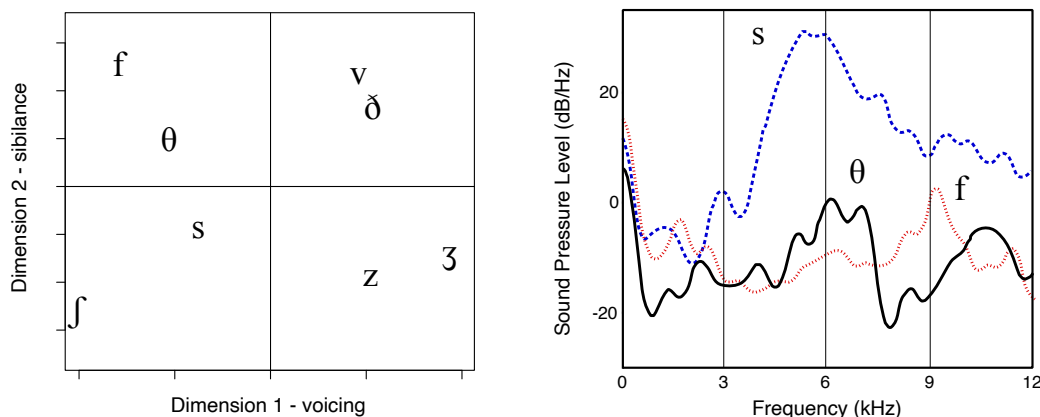 Dimension 2 - sibilance
f
v
ð
θ
s
z
ʒ
ʃ
Dimension 1 - voicing
Sound Pressure Level (dB/Hz)
s
θ
f
20
0
-20
0
3
6
9
12
Frequency (kHz)